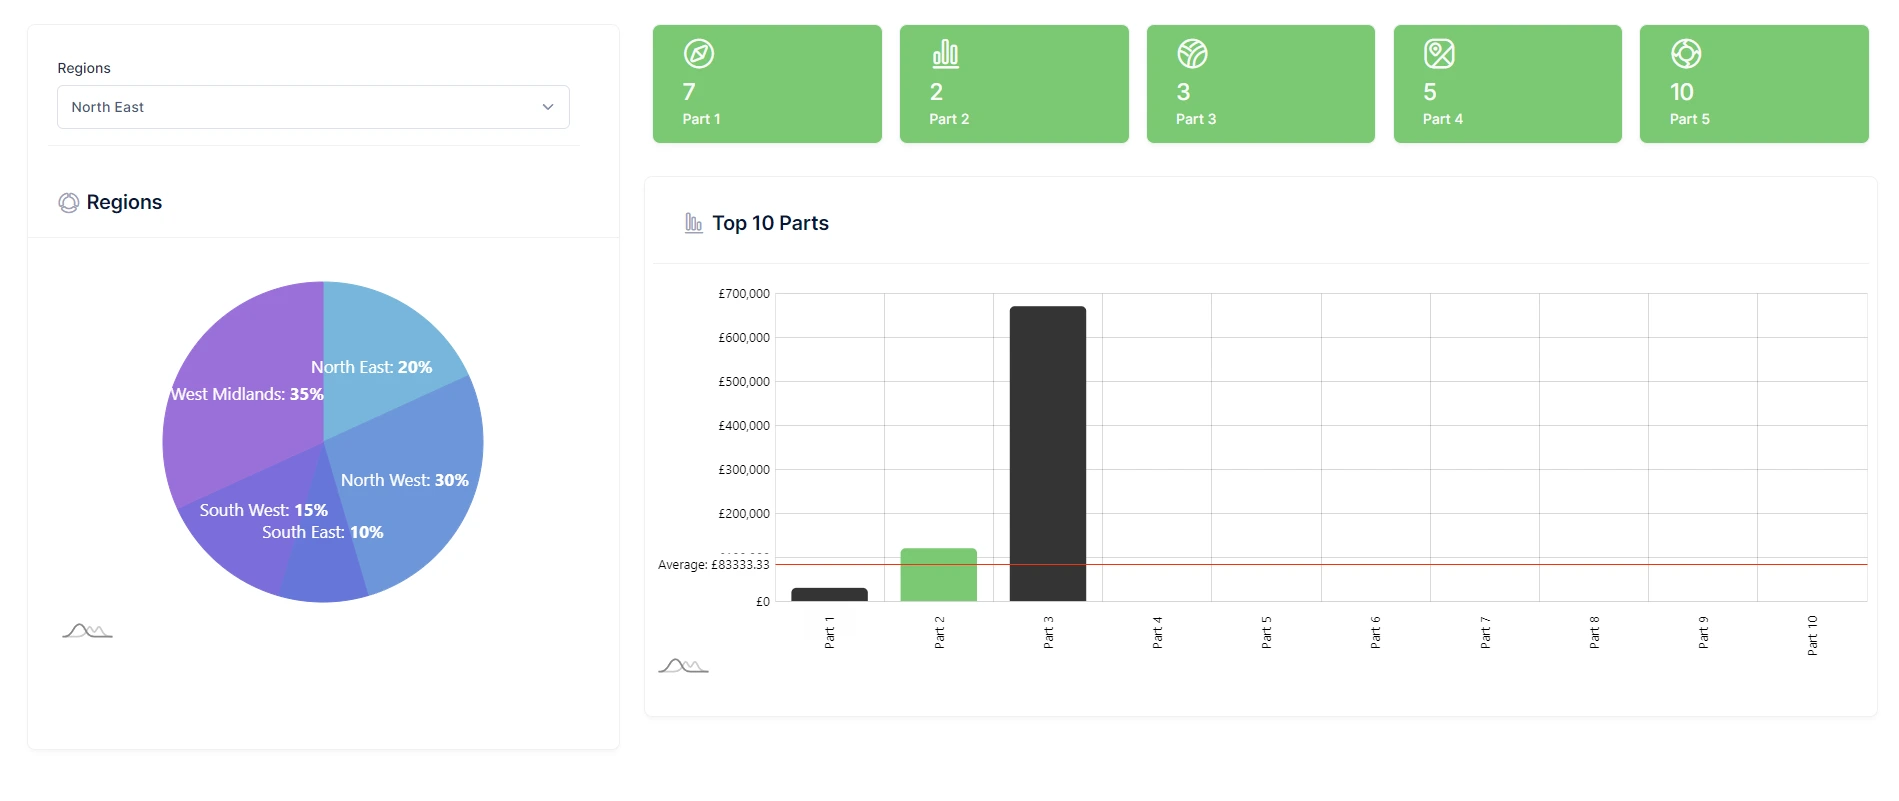 Regions
North East
Regions
North East: 20%
West Midlands: 35%
North West: 30%
South West: 15%
South East: 10%
7
Part 1
2
Part 2
3
Part 3
5
Part 4
10
Part 5
Top 10 Parts
£700,000
£600,000
£500,000
£400,000
£300,000
£200,000
Average: £83333.33
£0
Part 1
Part 2
Part 3
Part 4
Part 5
Part 6
Part 7
Part 8
Part 9
Part 10